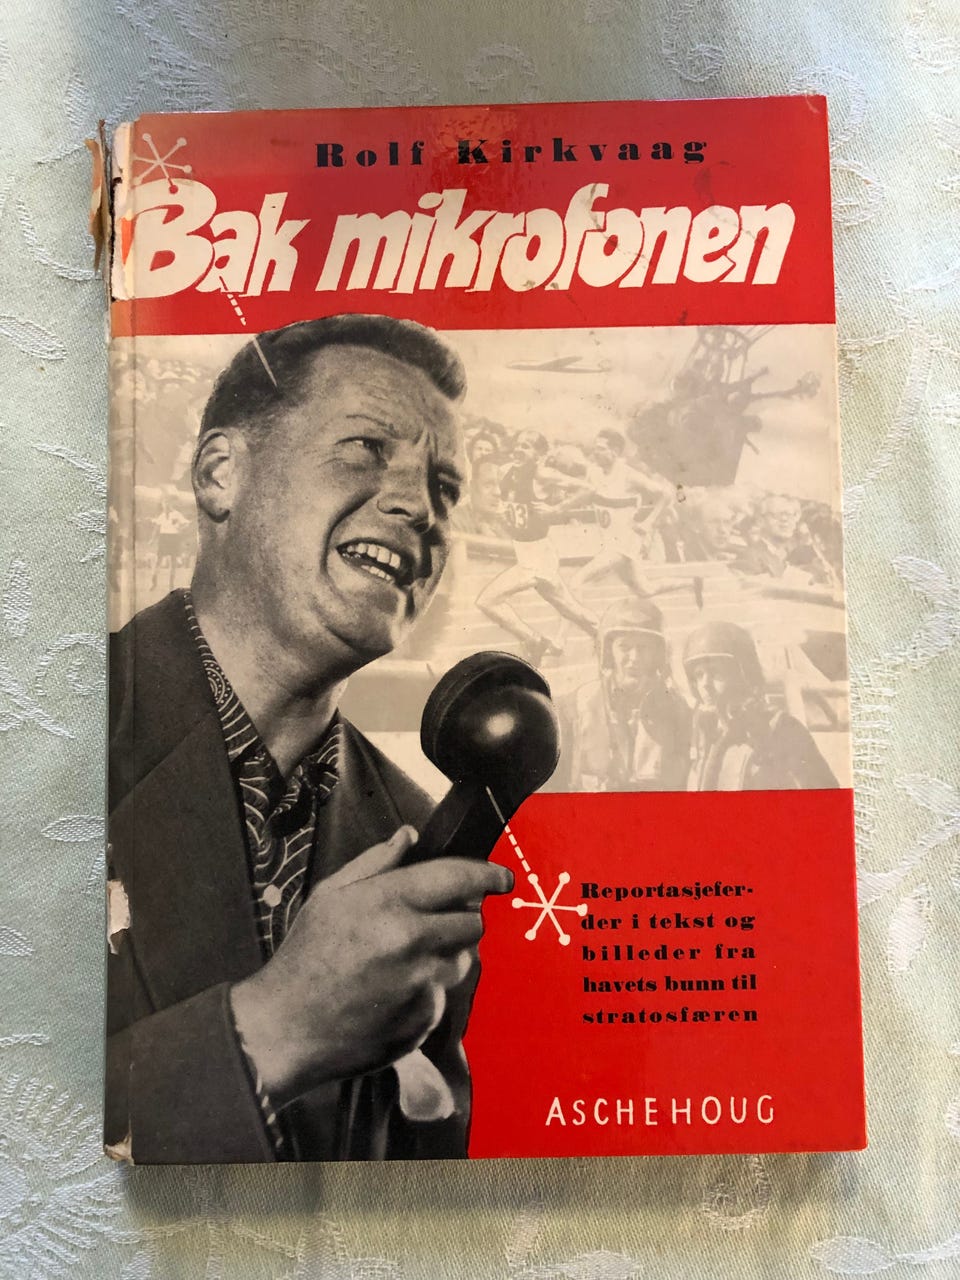 Rolf Kirkvaag
Bak mikrofonen
Reportasjefer-
der i tekst og
billeder fra
havets bunn til
stratosfæren
ASCHEHOUG